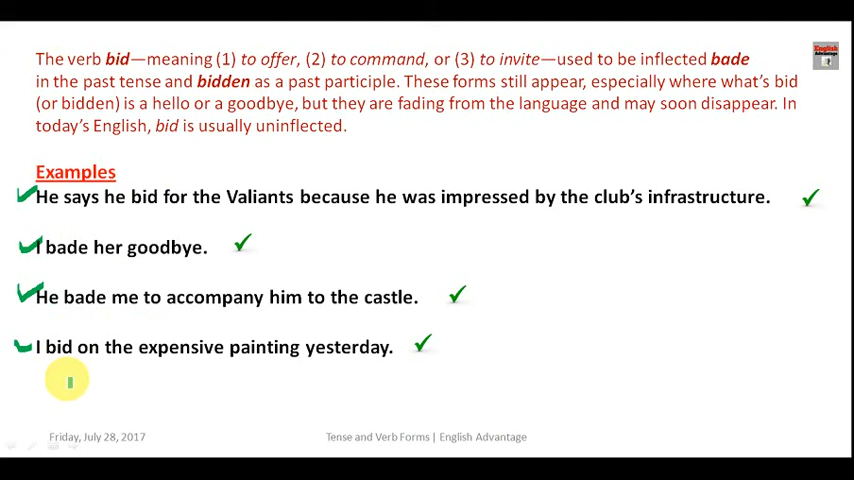 The verb bid—meaning (1) to offer, (2) to command, or (3) to invite—used to be inflected bade
in the past tense and bidden as a past participle. These forms still appear, especially where what's bid
(or bidden) is a hello or a goodbye, but they are fading from the language and may soon disappear. In
today's English, bid is usually uninflected.
English
Advantage
Examples
He says he bid for the Valiants because he was impressed by the club's infrastructure.
I bade her goodbye.
He bade me to accompany him to the castle.
I bid on the expensive painting yesterday.
Friday, July 28, 2017
Tense and Verb Forms | English Advantage